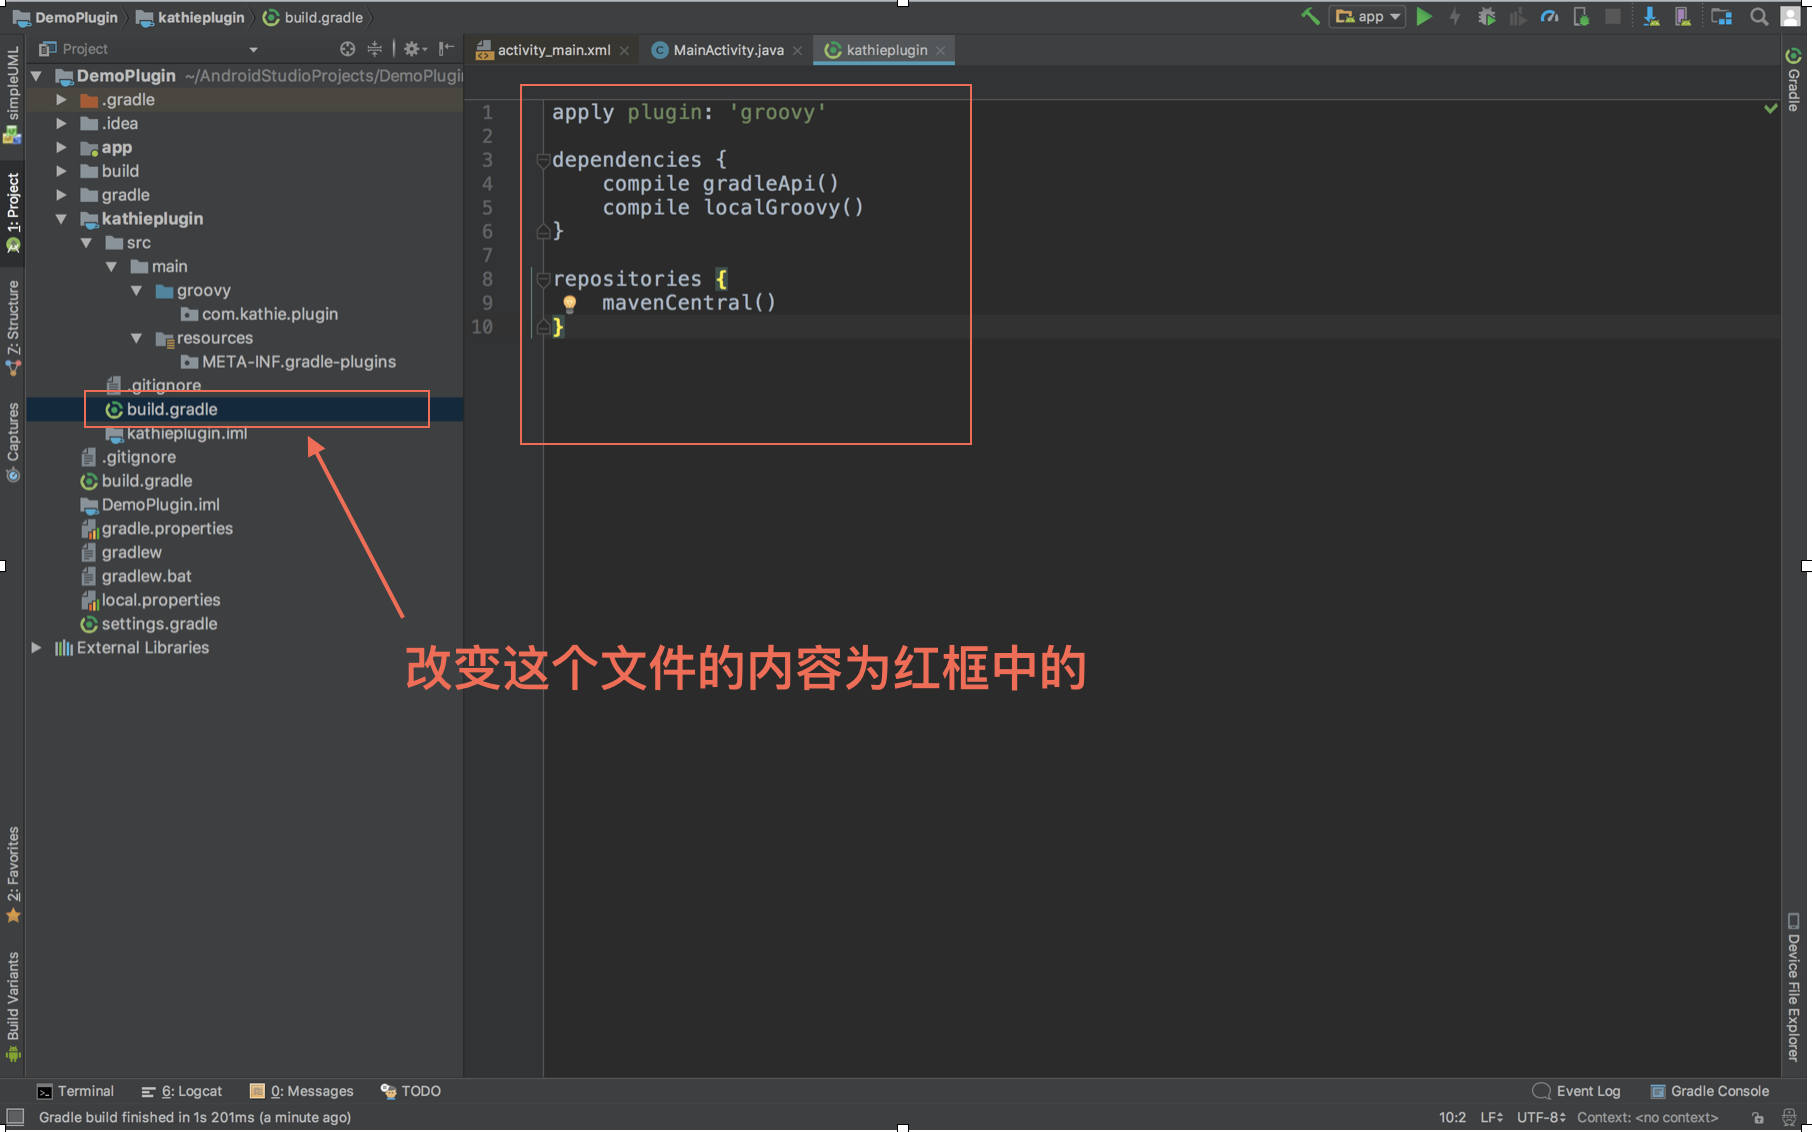 DemoPlugin kathieplugin build.gradle
app
Project
activity_main.xml MainActivity.java kathieplugin
simpleUML
1: Project
Z: Structure
Captures
2: Favorites
Build Variants
DemoPlugin ~/AndroidStudioProjects/DemoPlugi
.gradle
.idea
app
build
gradle
kathieplugin
src
main
groovy
com.kathie.plugin
resources
META-INF.gradle-plugins
.gitignore
build.gradle
kathieplugin.iml
.gitignore
build.gradle
DemoPlugin.iml
gradle.properties
gradlew
gradlew.bat
local.properties
settings.gradle
External Libraries
1 apply plugin: 'groovy'
2
3 dependencies {
4 compile gradleApi()
5 compile localGroovy()
6 }
7
8 repositories {
9 mavenCentral()
10 }
改变这个文件的内容为红框中的
Gradle
Device File Explorer
Terminal 6: Logcat 0: Messages TODO Event Log Gradle Console
Gradle build finished in 1s 201ms (a minute ago) 10:2 LF UTF-8 Context: <no context>